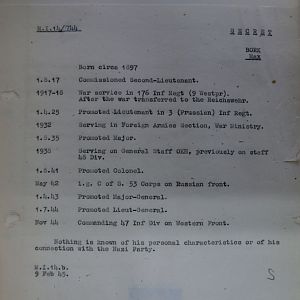 M.I.14/744
SECRET
BORK
Max
Born circa 1897
1.8.17 Commissioned Second-Lieutenant.
1917-18 War service in 176 Inf Regt (9 Westpr).
After the war transferred to the Reichswehr.
1.4.25 Promoted Lieutenant in 3 (Prussian) Inf Regt.
1932 Serving in Foreign Armies Section, War Ministry.
1.8.35 Promoted Major.
1938 Serving on General Staff OKH, previously on staff
48 Div.
1.8.41 Promoted Colonel.
May 42 i.g. C of S. 53 Corps on Russian front.
1.4.43 Promoted Major-General.
1.7.44 Promoted Lieut-General.
Nov 44 Commanding 47 Inf Div on Western Front.
Nothing is known of his personal characteristics or of his
connection with the Nazi Party.
M.I.14.b.
9 Feb 45.
S